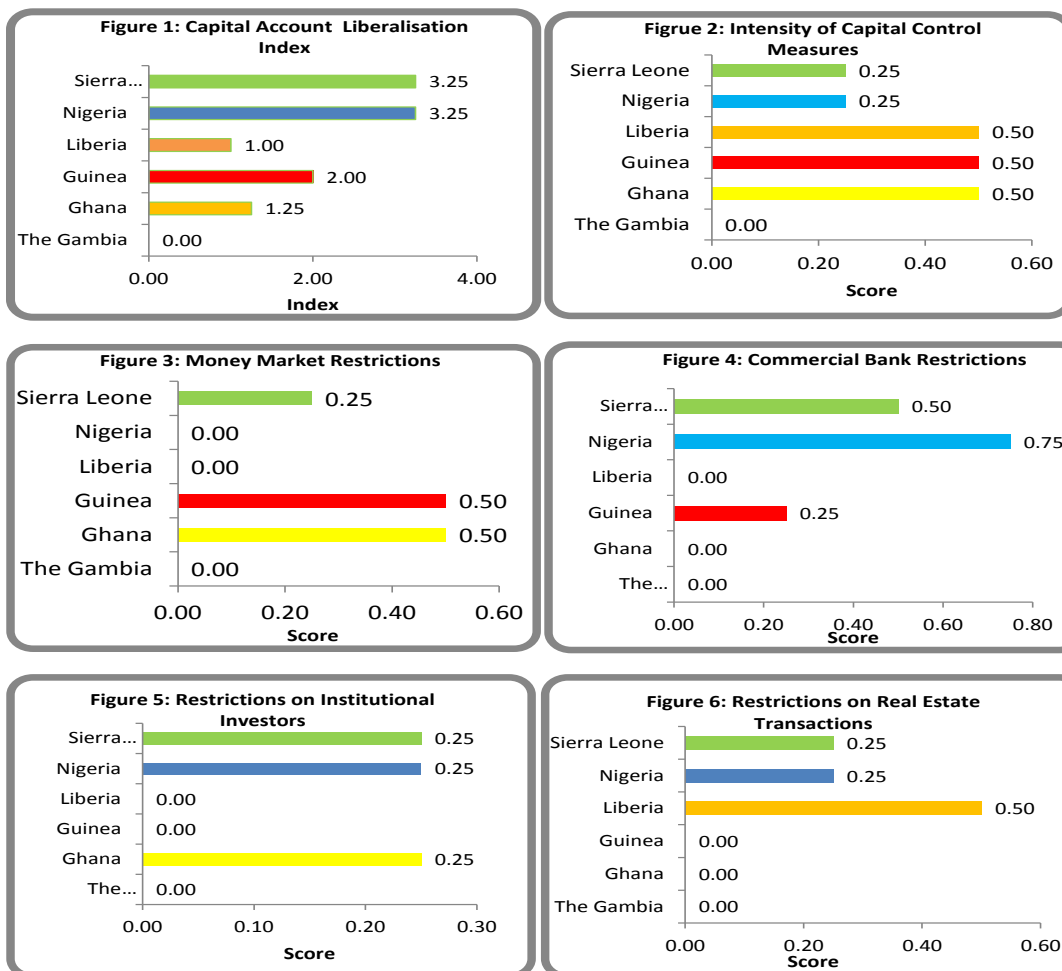 Figure 1: Capital Account Liberalisation
Index
Sierra... 3.25
Nigeria 3.25
Liberia 1.00
Guinea 2.00
Ghana 1.25
The Gambia 0.00
0.00 2.00 4.00
Index
Figrue 2: Intensity of Capital Control
Measures
Sierra Leone 0.25
Nigeria 0.25
Liberia 0.50
Guinea 0.50
Ghana 0.50
The Gambia 0.00
0.00 0.20 0.40 0.60
Score
Figure 3: Money Market Restrictions
Sierra Leone 0.25
Nigeria 0.00
Liberia 0.00
Guinea 0.50
Ghana 0.50
The Gambia 0.00
0.00 0.20 0.40 0.60
Score
Figure 4: Commercial Bank Restrictions
Sierra... 0.50
Nigeria 0.75
Liberia 0.00
Guinea 0.25
Ghana 0.00
The... 0.00
0.00 0.20 0.40 0.60 0.80
Score
Figure 5: Restrictions on Institutional
Investors
Sierra... 0.25
Nigeria 0.25
Liberia 0.00
Guinea 0.00
Ghana 0.25
The... 0.00
0.00 0.10 0.20 0.30
Score
Figure 6: Restrictions on Real Estate
Transactions
Sierra Leone 0.25
Nigeria 0.25
Liberia 0.50
Guinea 0.00
Ghana 0.00
The Gambia 0.00
0.00 0.20 0.40 0.60
Score